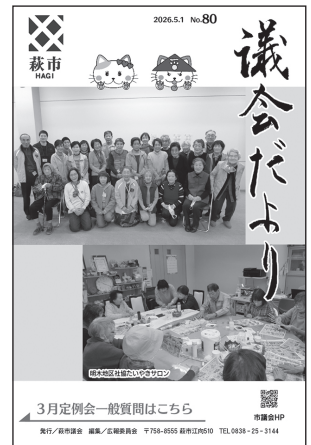 2026.5.1 No.80
萩市
HAGI
議会だより
明木地区社協たいやきサロン
3月定例会一般質問はこちら
市議会HP
発行/萩市議会 編集/広報委員会 〒758-8555 萩市江向510 TEL0838-25-3144